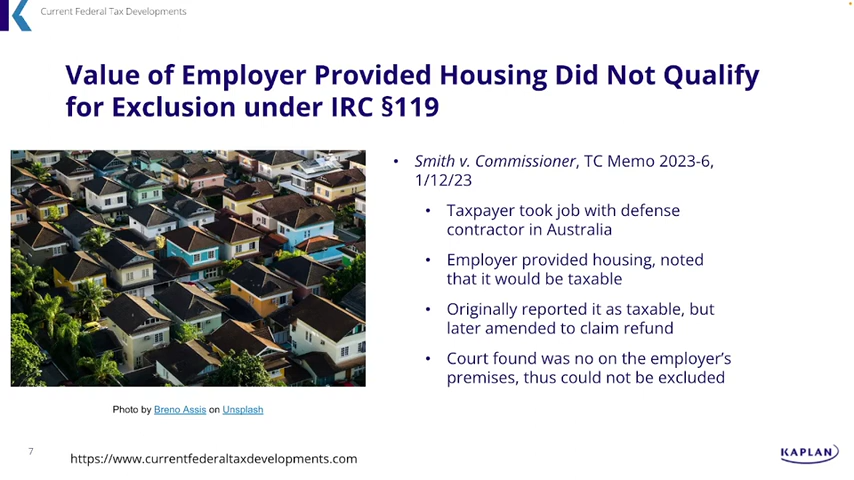 Current Federal Tax Developments
Value of Employer Provided Housing Did Not Qualify
for Exclusion under IRC §119
• Smith v. Commissioner, TC Memo 2023-6,
1/12/23
• Taxpayer took job with defense
contractor in Australia
• Employer provided housing, noted
that it would be taxable
• Originally reported it as taxable, but
later amended to claim refund
• Court found was no on the employer’s
premises, thus could not be excluded
Photo by Breno Assis on Unsplash
7
https://www.currentfederaltaxdevelopments.com
KAPLAN